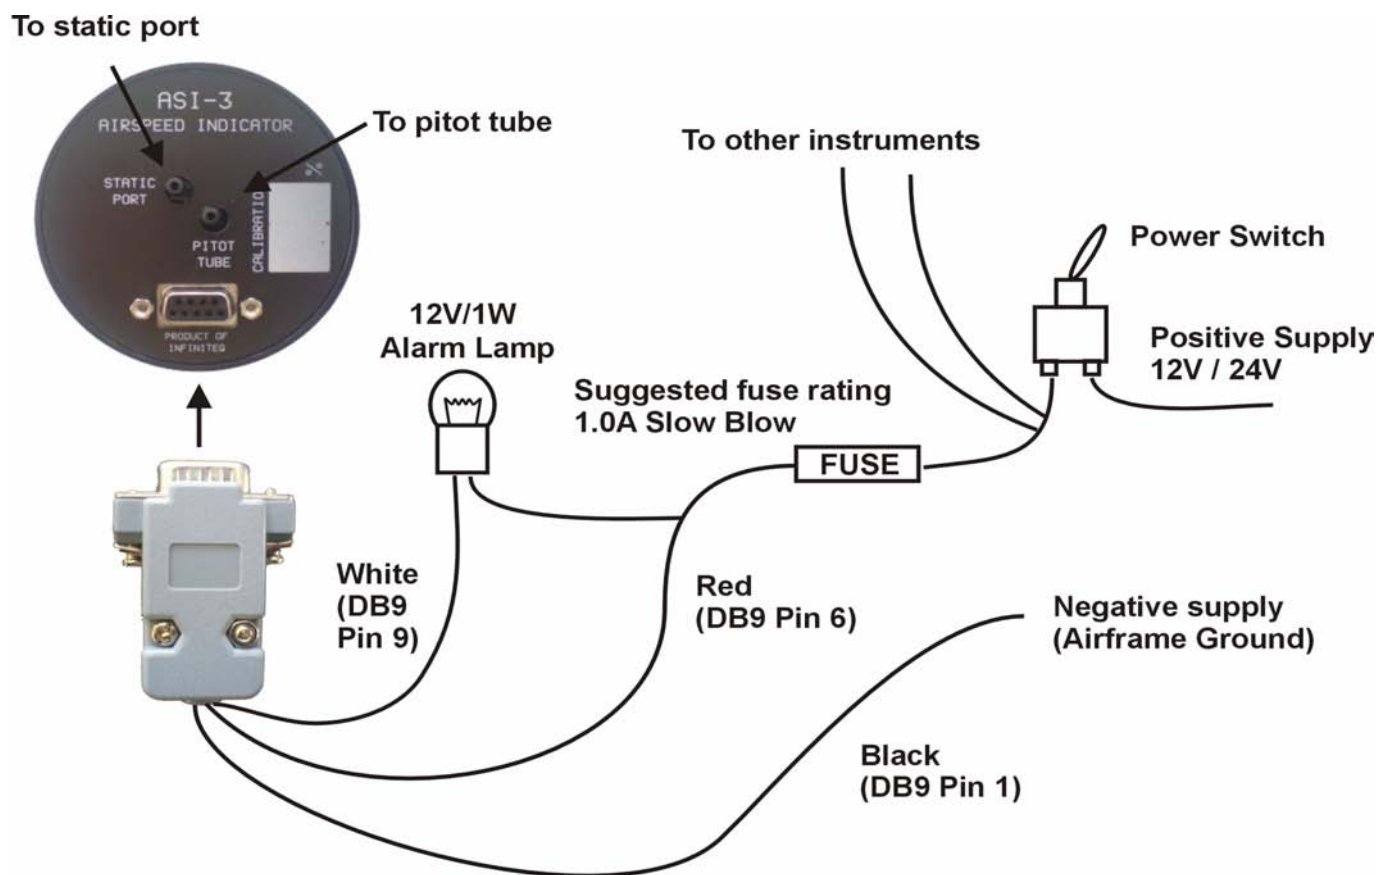 To static port
ASI-3
AIRSPEED INDICATOR
To pitot tube
To other instruments
%
STATIC
PORT
CALIBRATIO
PITOT
TUBE
Power Switch
PRODUCT OF
INFINITEQ
12V/1W
Alarm Lamp
Positive Supply
12V / 24V
Suggested fuse rating
1.0A Slow Blow
FUSE
White
(DB9
Pin 9)
Red
(DB9 Pin 6)
Negative supply
(Airframe Ground)
Black
(DB9 Pin 1)